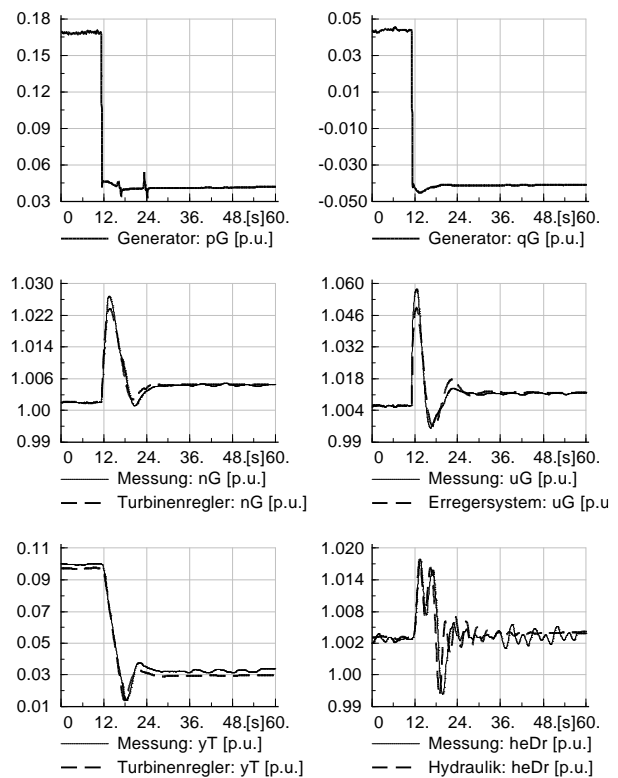 0.18
0.15
0.12
0.09
0.06
0.03
0 12. 24. 36. 48.[s]60.
Generator: pG [p.u.]
0.05
0.04
0.01
-0.010
-0.030
-0.050
0 12. 24. 36. 48.[s]60.
Generator: qG [p.u.]
1.030
1.022
1.014
1.006
1.00
0.99
0 12. 24. 36. 48.[s]60.
Messung: nG [p.u.]
Turbinenregler: nG [p.u.]
1.060
1.046
1.032
1.018
1.004
0.99
0 12. 24. 36. 48.[s]60.
Messung: uG [p.u.]
Erregersystem: uG [p.u
0.11
0.09
0.07
0.05
0.03
0.01
0 12. 24. 36. 48.[s]60.
Messung: yT [p.u.]
Turbinenregler: yT [p.u.]
1.020
1.014
1.008
1.002
1.00
0.99
0 12. 24. 36. 48.[s]60.
Messung: heDr [p.u.]
Hydraulik: heDr [p.u.]